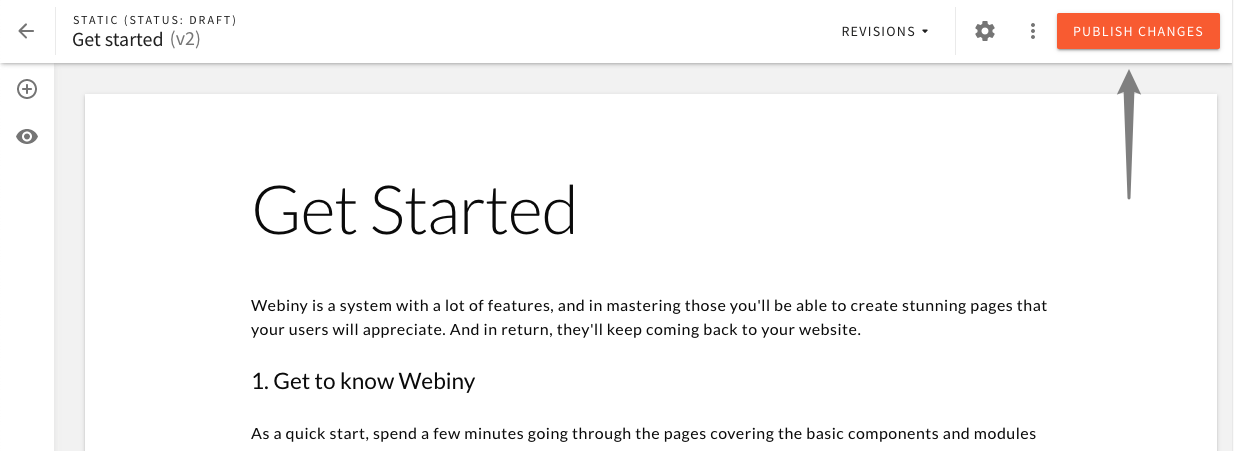 STATIC (STATUS: DRAFT)
Get started (v2)
REVISIONS
PUBLISH CHANGES
Get Started
Webiny is a system with a lot of features, and in mastering those you'll be able to create stunning pages that
your users will appreciate. And in return, they'll keep coming back to your website.
1. Get to know Webiny
As a quick start, spend a few minutes going through the pages covering the basic components and modules